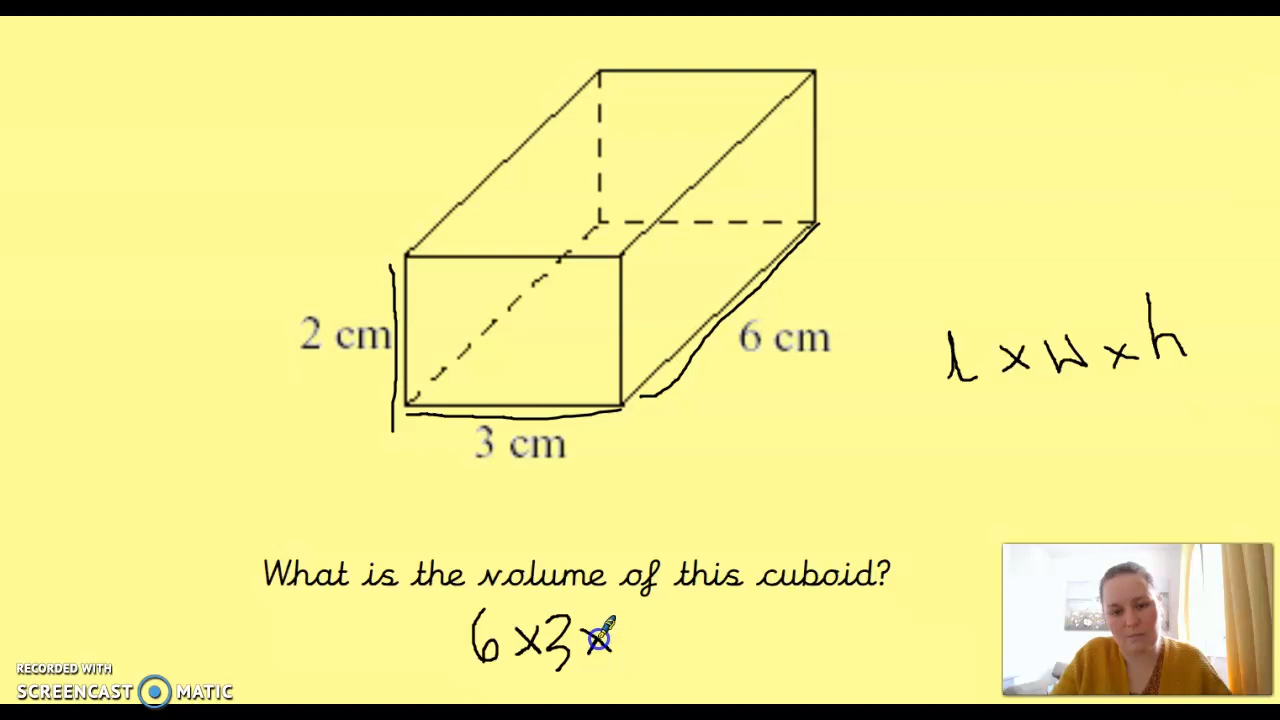 2 cm
6 cm
l x w x h
3 cm
What is the volume of this cuboid?
6 x 3 x
RECORDED WITH
SCREENCAST MATIC